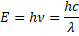 E = hν = hc/λ